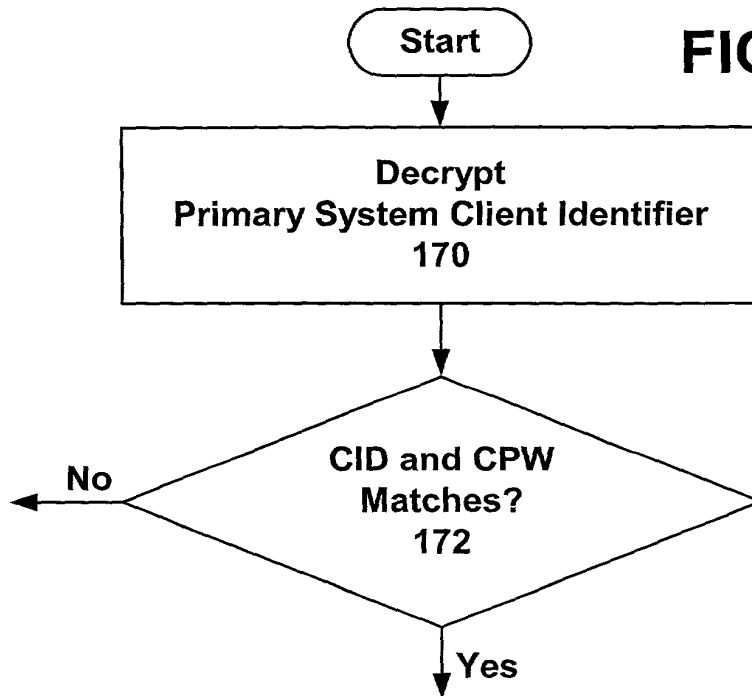 Start
FIG
Decrypt
Primary System Client Identifier
170
CID and CPW
Matches?
172
No
Yes